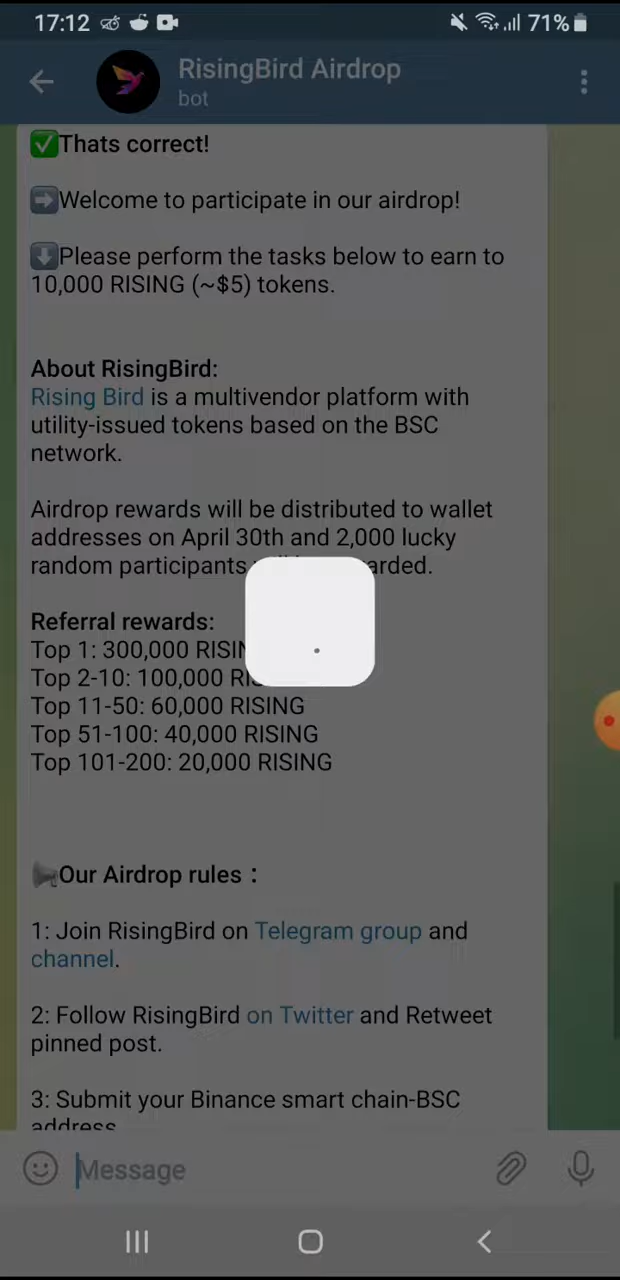 17:12
71%
RisingBird Airdrop
bot
Thats correct!
Welcome to participate in our airdrop!
Please perform the tasks below to earn to
10,000 RISING (~$5) tokens.
About RisingBird:
Rising Bird is a multivendor platform with
utility-issued tokens based on the BSC
network.
Airdrop rewards will be distributed to wallet
addresses on April 30th and 2,000 lucky
random participants
Referral rewards:
Top 1: 300,000
Top 2-10: 100,000
Top 11-50: 60,000 RISING
Top 51-100: 40,000 RISING
Top 101-200: 20,000 RISING
Our Airdrop rules :
1: Join RisingBird on Telegram group and
channel.
2: Follow RisingBird on Twitter and Retweet
pinned post.
3: Submit your Binance smart chain-BSC
address
Message